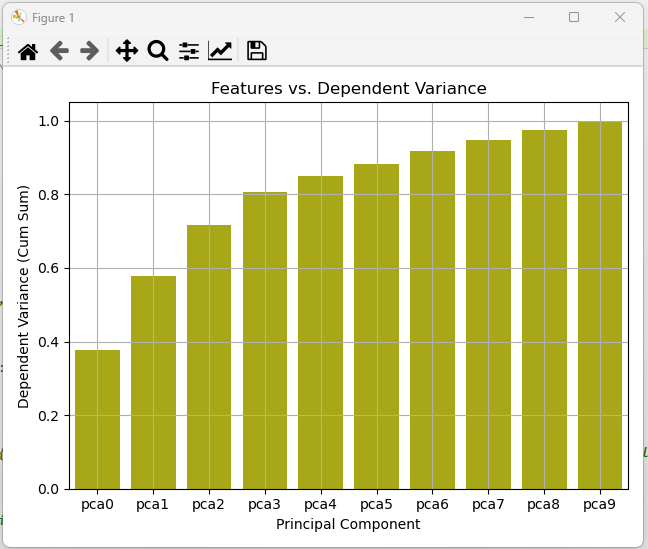 Figure 1
Features vs. Dependent Variance
Dependent Variance (Cum Sum)
1.0
0.8
0.6
0.4
0.2
0.0
pca0 pca1 pca2 pca3 pca4 pca5 pca6 pca7 pca8 pca9
Principal Component